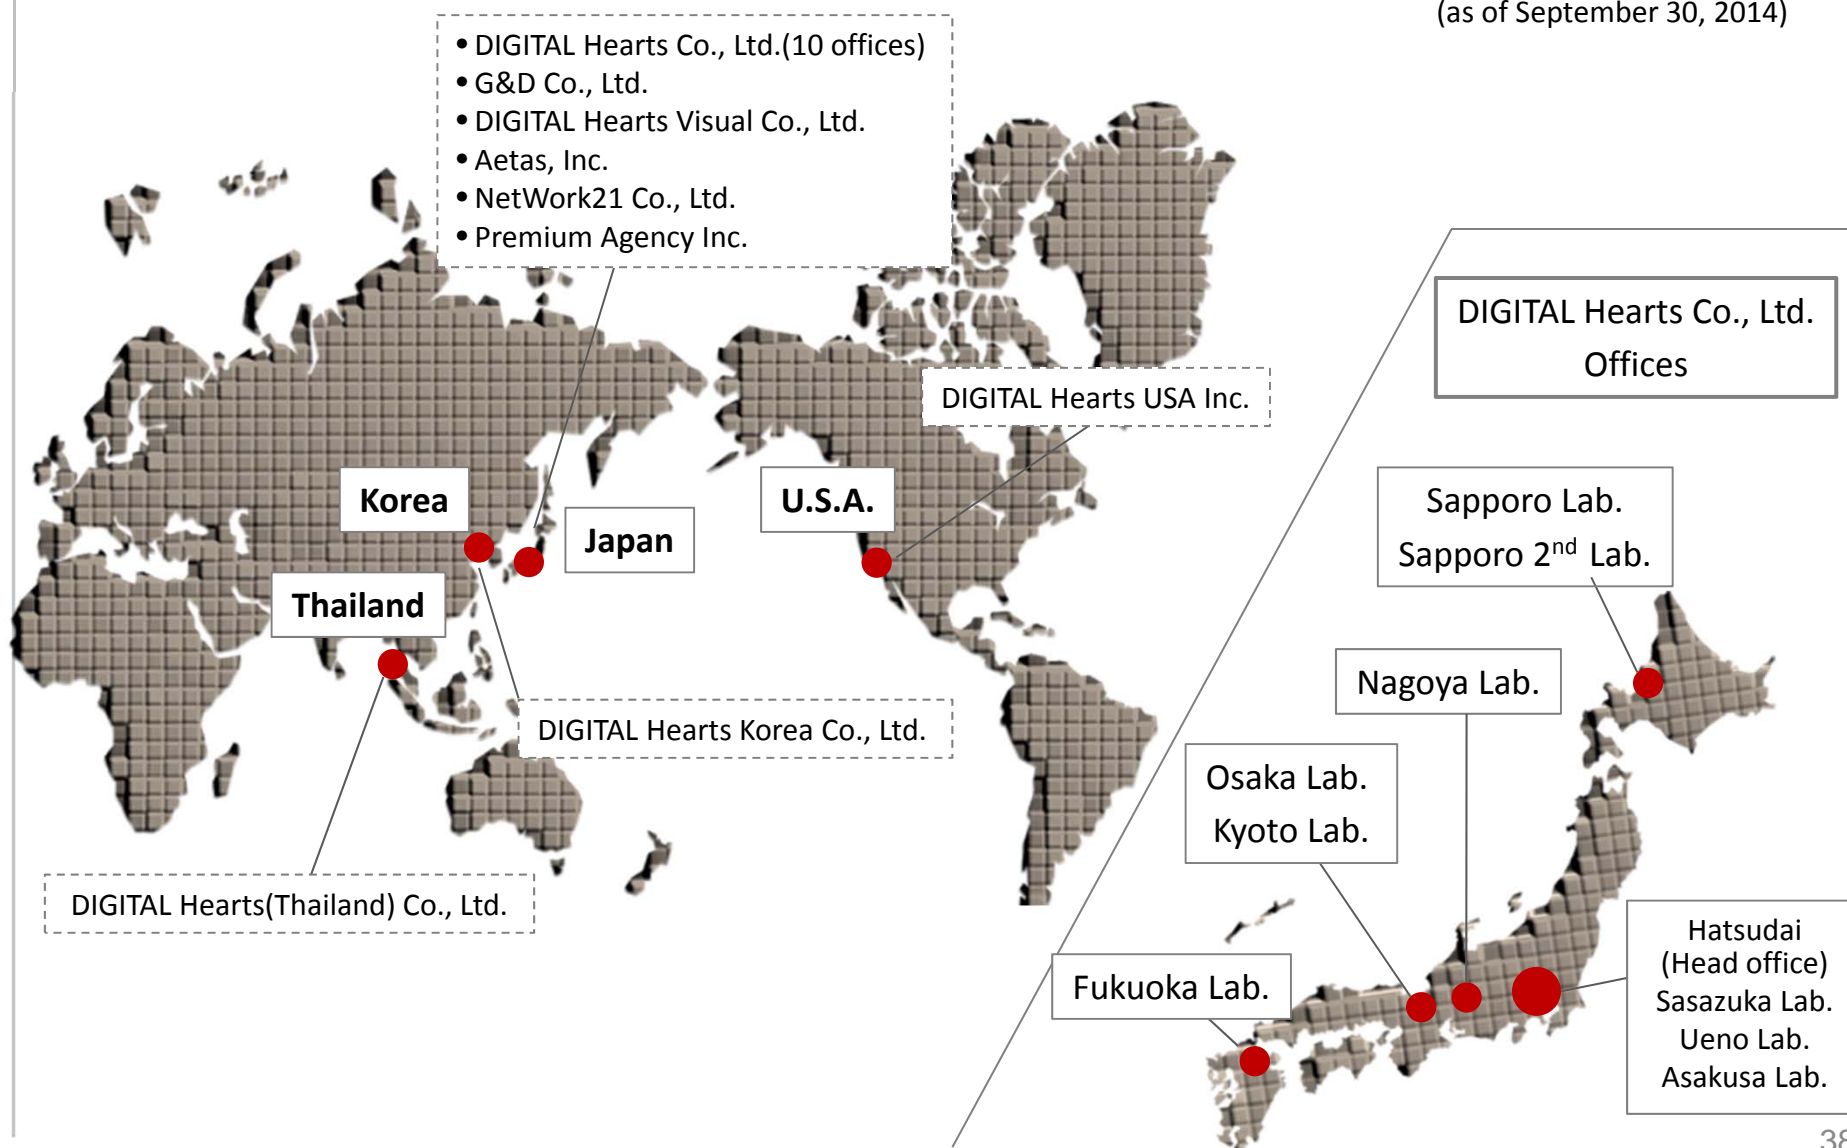 (as of September 30, 2014)
• DIGITAL Hearts Co., Ltd.(10 offices)
• G&D Co., Ltd.
• DIGITAL Hearts Visual Co., Ltd.
• Aetas, Inc.
• NetWork21 Co., Ltd.
• Premium Agency Inc.
DIGITAL Hearts USA Inc.
Korea
Japan
U.S.A.
Thailand
DIGITAL Hearts Korea Co., Ltd.
DIGITAL Hearts(Thailand) Co., Ltd.
DIGITAL Hearts Co., Ltd.
Offices
Sapporo Lab.
Sapporo 2nd Lab.
Nagoya Lab.
Osaka Lab.
Kyoto Lab.
Fukuoka Lab.
Hatsudai
(Head office)
Sasazuka Lab.
Ueno Lab.
Asakusa Lab.
38